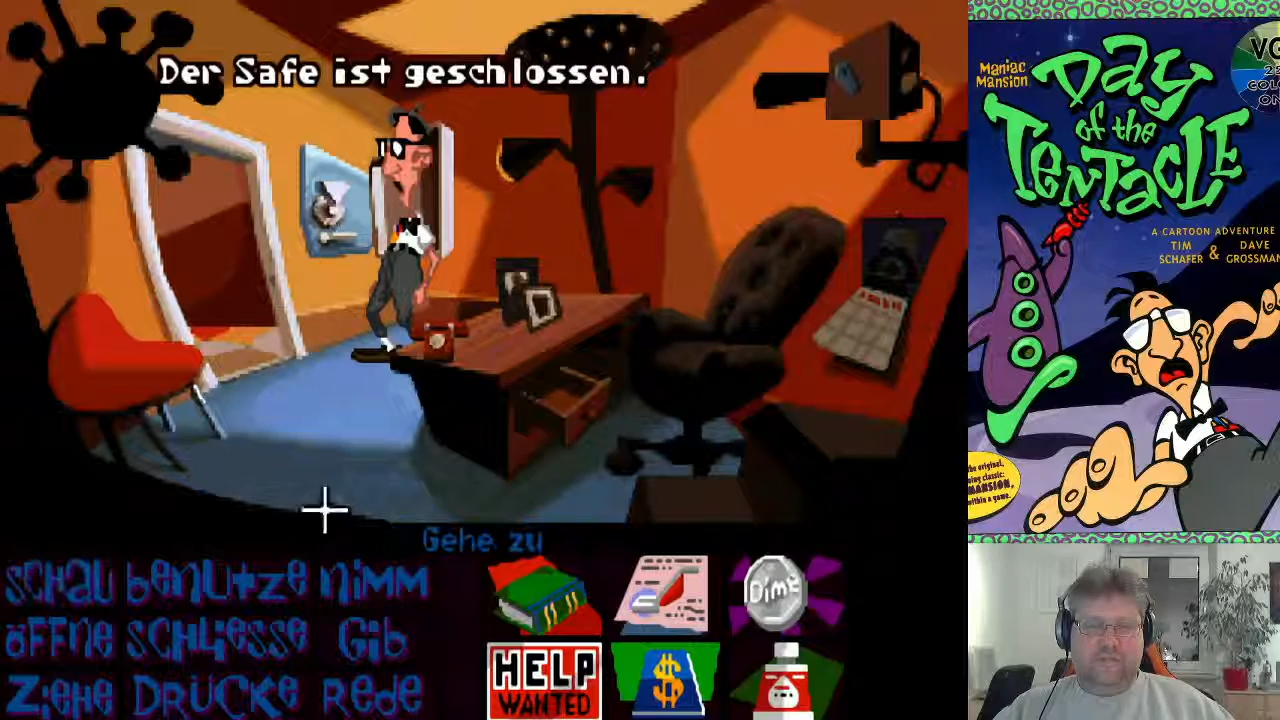 Der Safe ist geschlossen.
Gehe zu
Schau benutze nimm
öffne Schliesse Gib
Ziehe Drücke Rede
Dime
HELP
WANTED
$
Maniac
Mansion
Day
of the
Tentacle
A CARTOON ADVENTURE
TIM
SCHAFER
&
DAVE
GROSSMAN